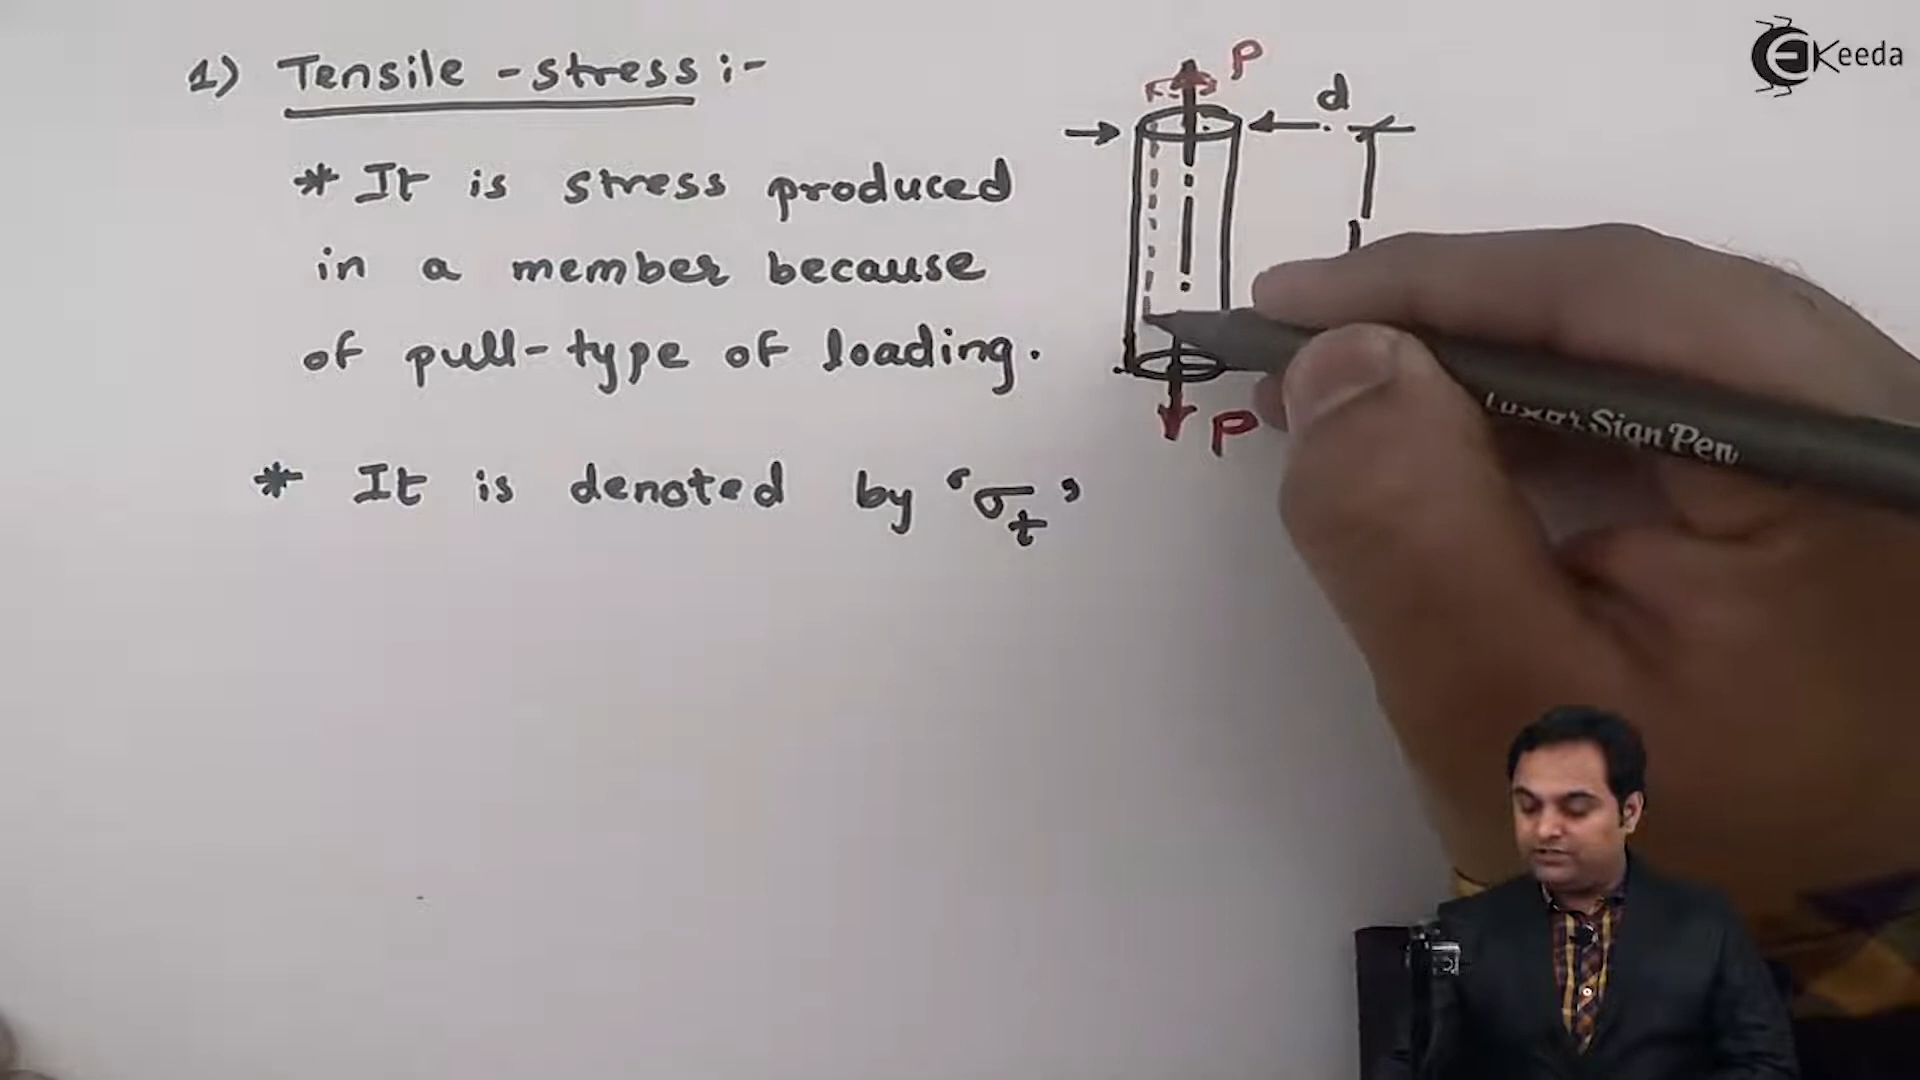 1) Tensile - stress :-
* It is stress produced
in a member because
of pull-type of loading.
* It is denoted by ‘σt’
P
d
P
Luxor Sign Pen
EKeeda